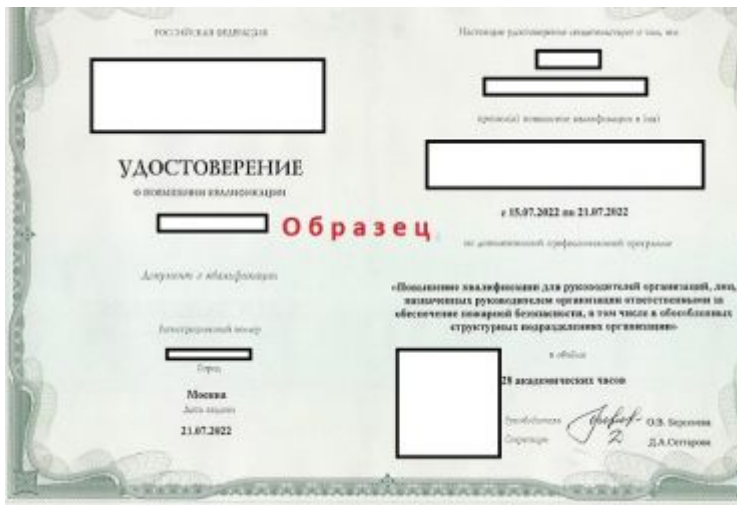 РОССИЙСКАЯ ФЕДЕРАЦИЯ
УДОСТОВЕРЕНИЕ
О ПОВЫШЕНИИ КВАЛИФИКАЦИИ
Образец
Документ о квалификации
Регистрационный номер
Город
Москва
Дата выдачи
21.07.2022
Настоящее удостоверение свидетельствует о том, что
прошел(а) повышение квалификации в (на)
с 15.07.2022 по 21.07.2022
по дополнительной профессиональной программе
«Повышение квалификации для руководителей организаций, лиц,
назначенных руководителем организации ответственными за
обеспечение пожарной безопасности, в том числе в обособленных
структурных подразделениях организации»
в объёме
28 академических часов
Руководитель
О.В.
Секретарь